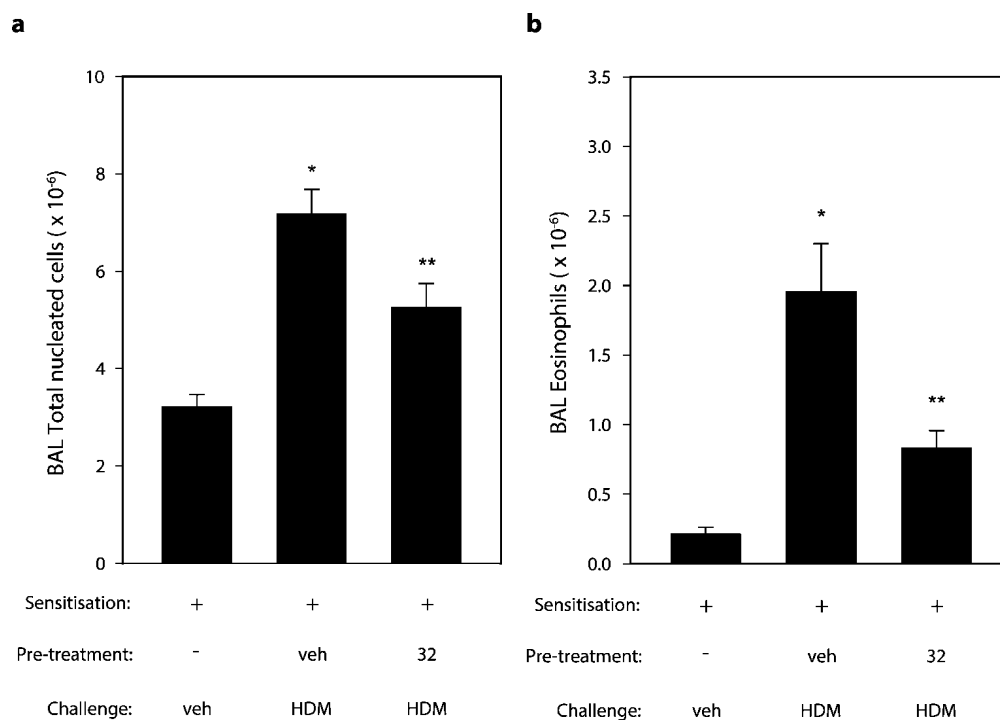 a
10
8
6
4
2
0
BAL Total nucleated cells ( x 10⁻⁶)
*
**
Sensitisation: + + +
Pre-treatment: - veh 32
Challenge: veh HDM HDM
b
3.5
3.0
2.5
2.0
1.5
1.0
0.5
0.0
BAL Eosinophils ( x 10⁻⁶)
*
**
Sensitisation: + + +
Pre-treatment: - veh 32
Challenge: veh HDM HDM